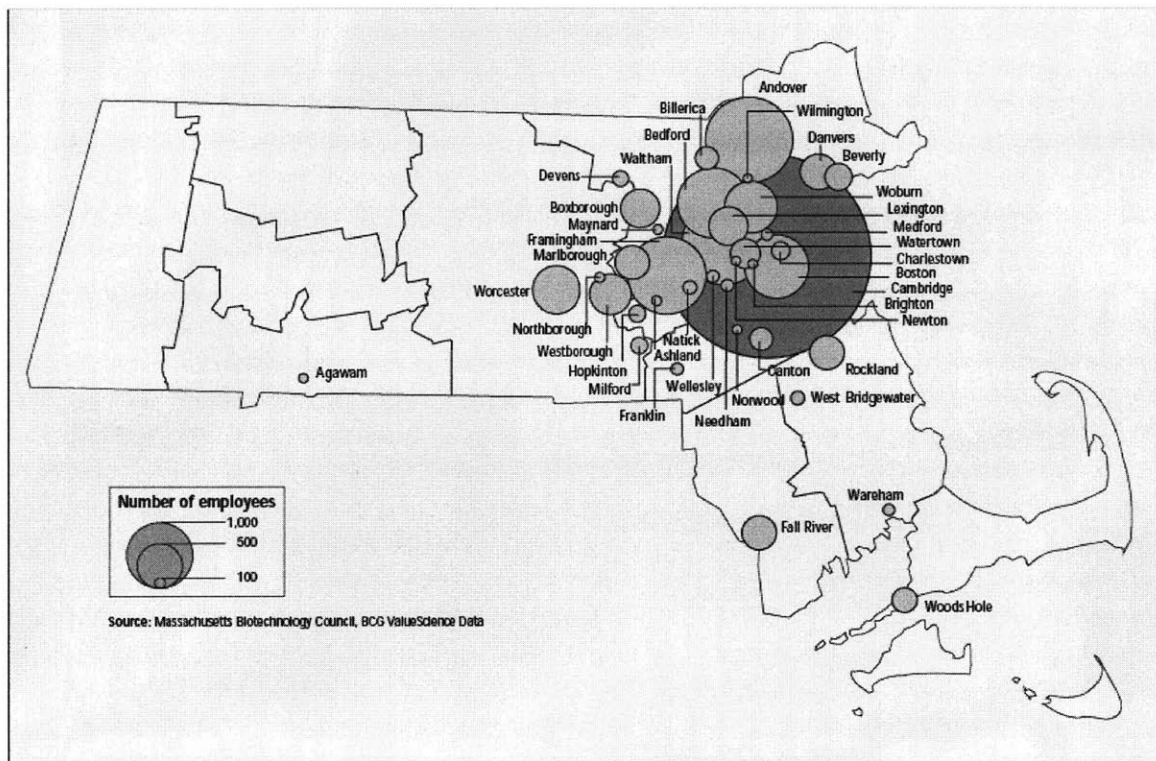 Andover
Billerica
Wilmington
Bedford
Danvers
Waltham
Beverly
Devens
Woburn
Boxborough
Lexington
Maynard
Medford
Framingham
Watertown
Marlborough
Charlestown
Boston
Worcester
Cambridge
Brighton
Northborough
Newton
Natick
Westborough
Ashland
Hopkinton
Canton
Rockland
Milford
Wellesley
Agawam
Norwood
West Bridgewater
Franklin
Needham
Number of employees
1,000
500
100
Wareham
Fall River
Woods Hole
Source: Massachusetts Biotechnology Council, BCG ValueScience Data